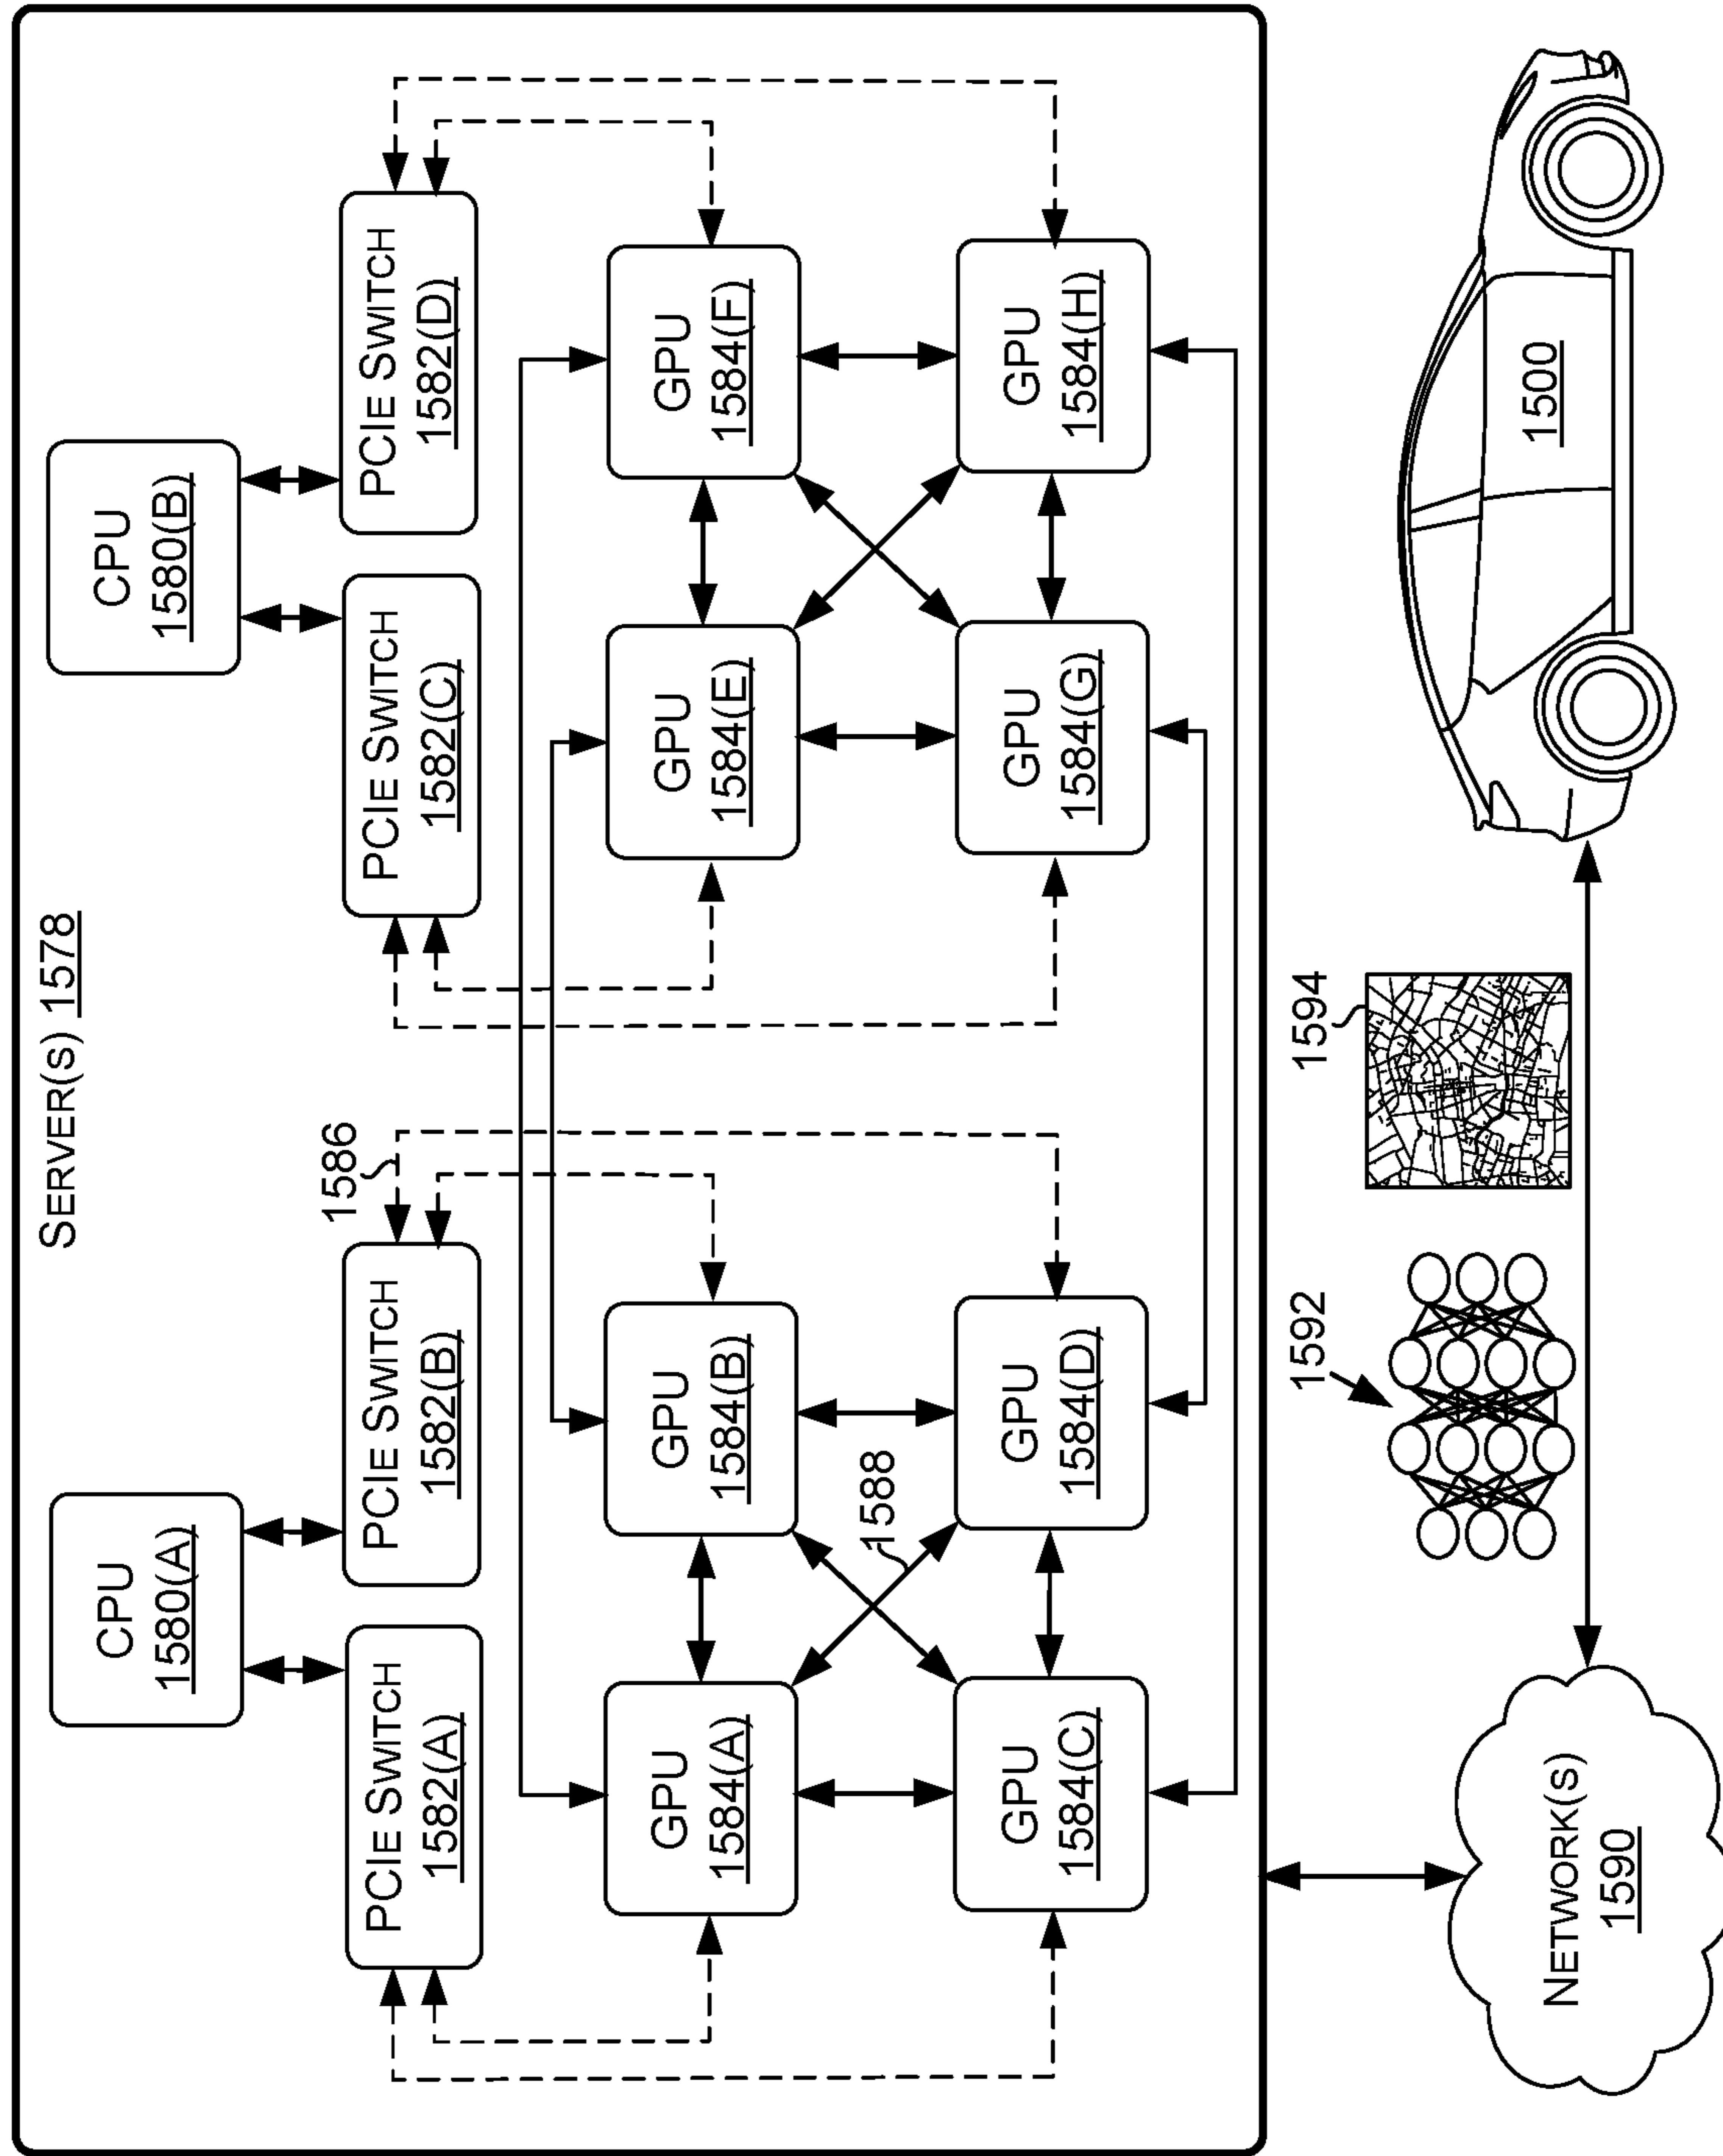 SERVER(S) 1578
CPU
1580(A)
CPU
1580(B)
PCIE SWITCH
1582(A)
PCIE SWITCH
1582(B)
1586
PCIE SWITCH
1582(C)
PCIE SWITCH
1582(D)
GPU
1584(A)
GPU
1584(B)
GPU
1584(E)
GPU
1584(F)
1588
GPU
1584(C)
GPU
1584(D)
GPU
1584(G)
GPU
1584(H)
1592
1594
NETWORK(S)
1590
1500